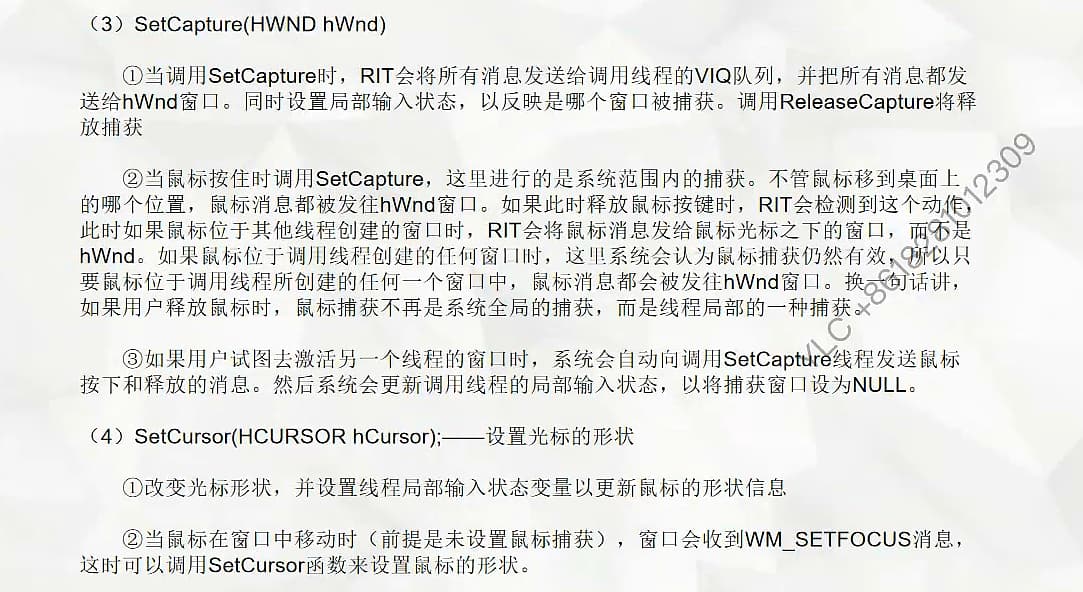 （3）SetCapture(HWND hWnd)
①当调用SetCapture时，RIT会将所有消息发送给调用线程的VIQ队列，并把所有消息都发
送给hWnd窗口。同时设置局部输入状态，以反映是哪个窗口被捕获。调用ReleaseCapture将释
放捕获
②当鼠标按住时调用SetCapture，这里进行的是系统范围内的捕获。不管鼠标移到桌面上
的哪个位置，鼠标消息都被发往hWnd窗口。如果此时释放鼠标按键时，RIT会检测到这个动作，
此时如果鼠标位于其他线程创建的窗口时，RIT会将鼠标消息发给鼠标光标之下的窗口，而不是
hWnd。如果鼠标位于调用线程创建的任何窗口时，这里系统会认为鼠标捕获仍然有效，所以只
要鼠标位于调用线程所创建的任何一个窗口中，鼠标消息都会被发往hWnd窗口。换一句话讲，
如果用户释放鼠标时，鼠标捕获不再是系统全局的捕获，而是线程局部的一种捕获。
③如果用户试图去激活另一个线程的窗口时，系统会自动向调用SetCapture线程发送鼠标
按下和释放的消息。然后系统会更新调用线程的局部输入状态，以将捕获窗口设为NULL。
（4）SetCursor(HCURSOR hCursor);——设置光标的形状
①改变光标形状，并设置线程局部输入状态变量以更新鼠标的形状信息
②当鼠标在窗口中移动时（前提是未设置鼠标捕获），窗口会收到WM_SETFOCUS消息，
这时可以调用SetCursor函数来设置鼠标的形状。
VLC +8618281012309